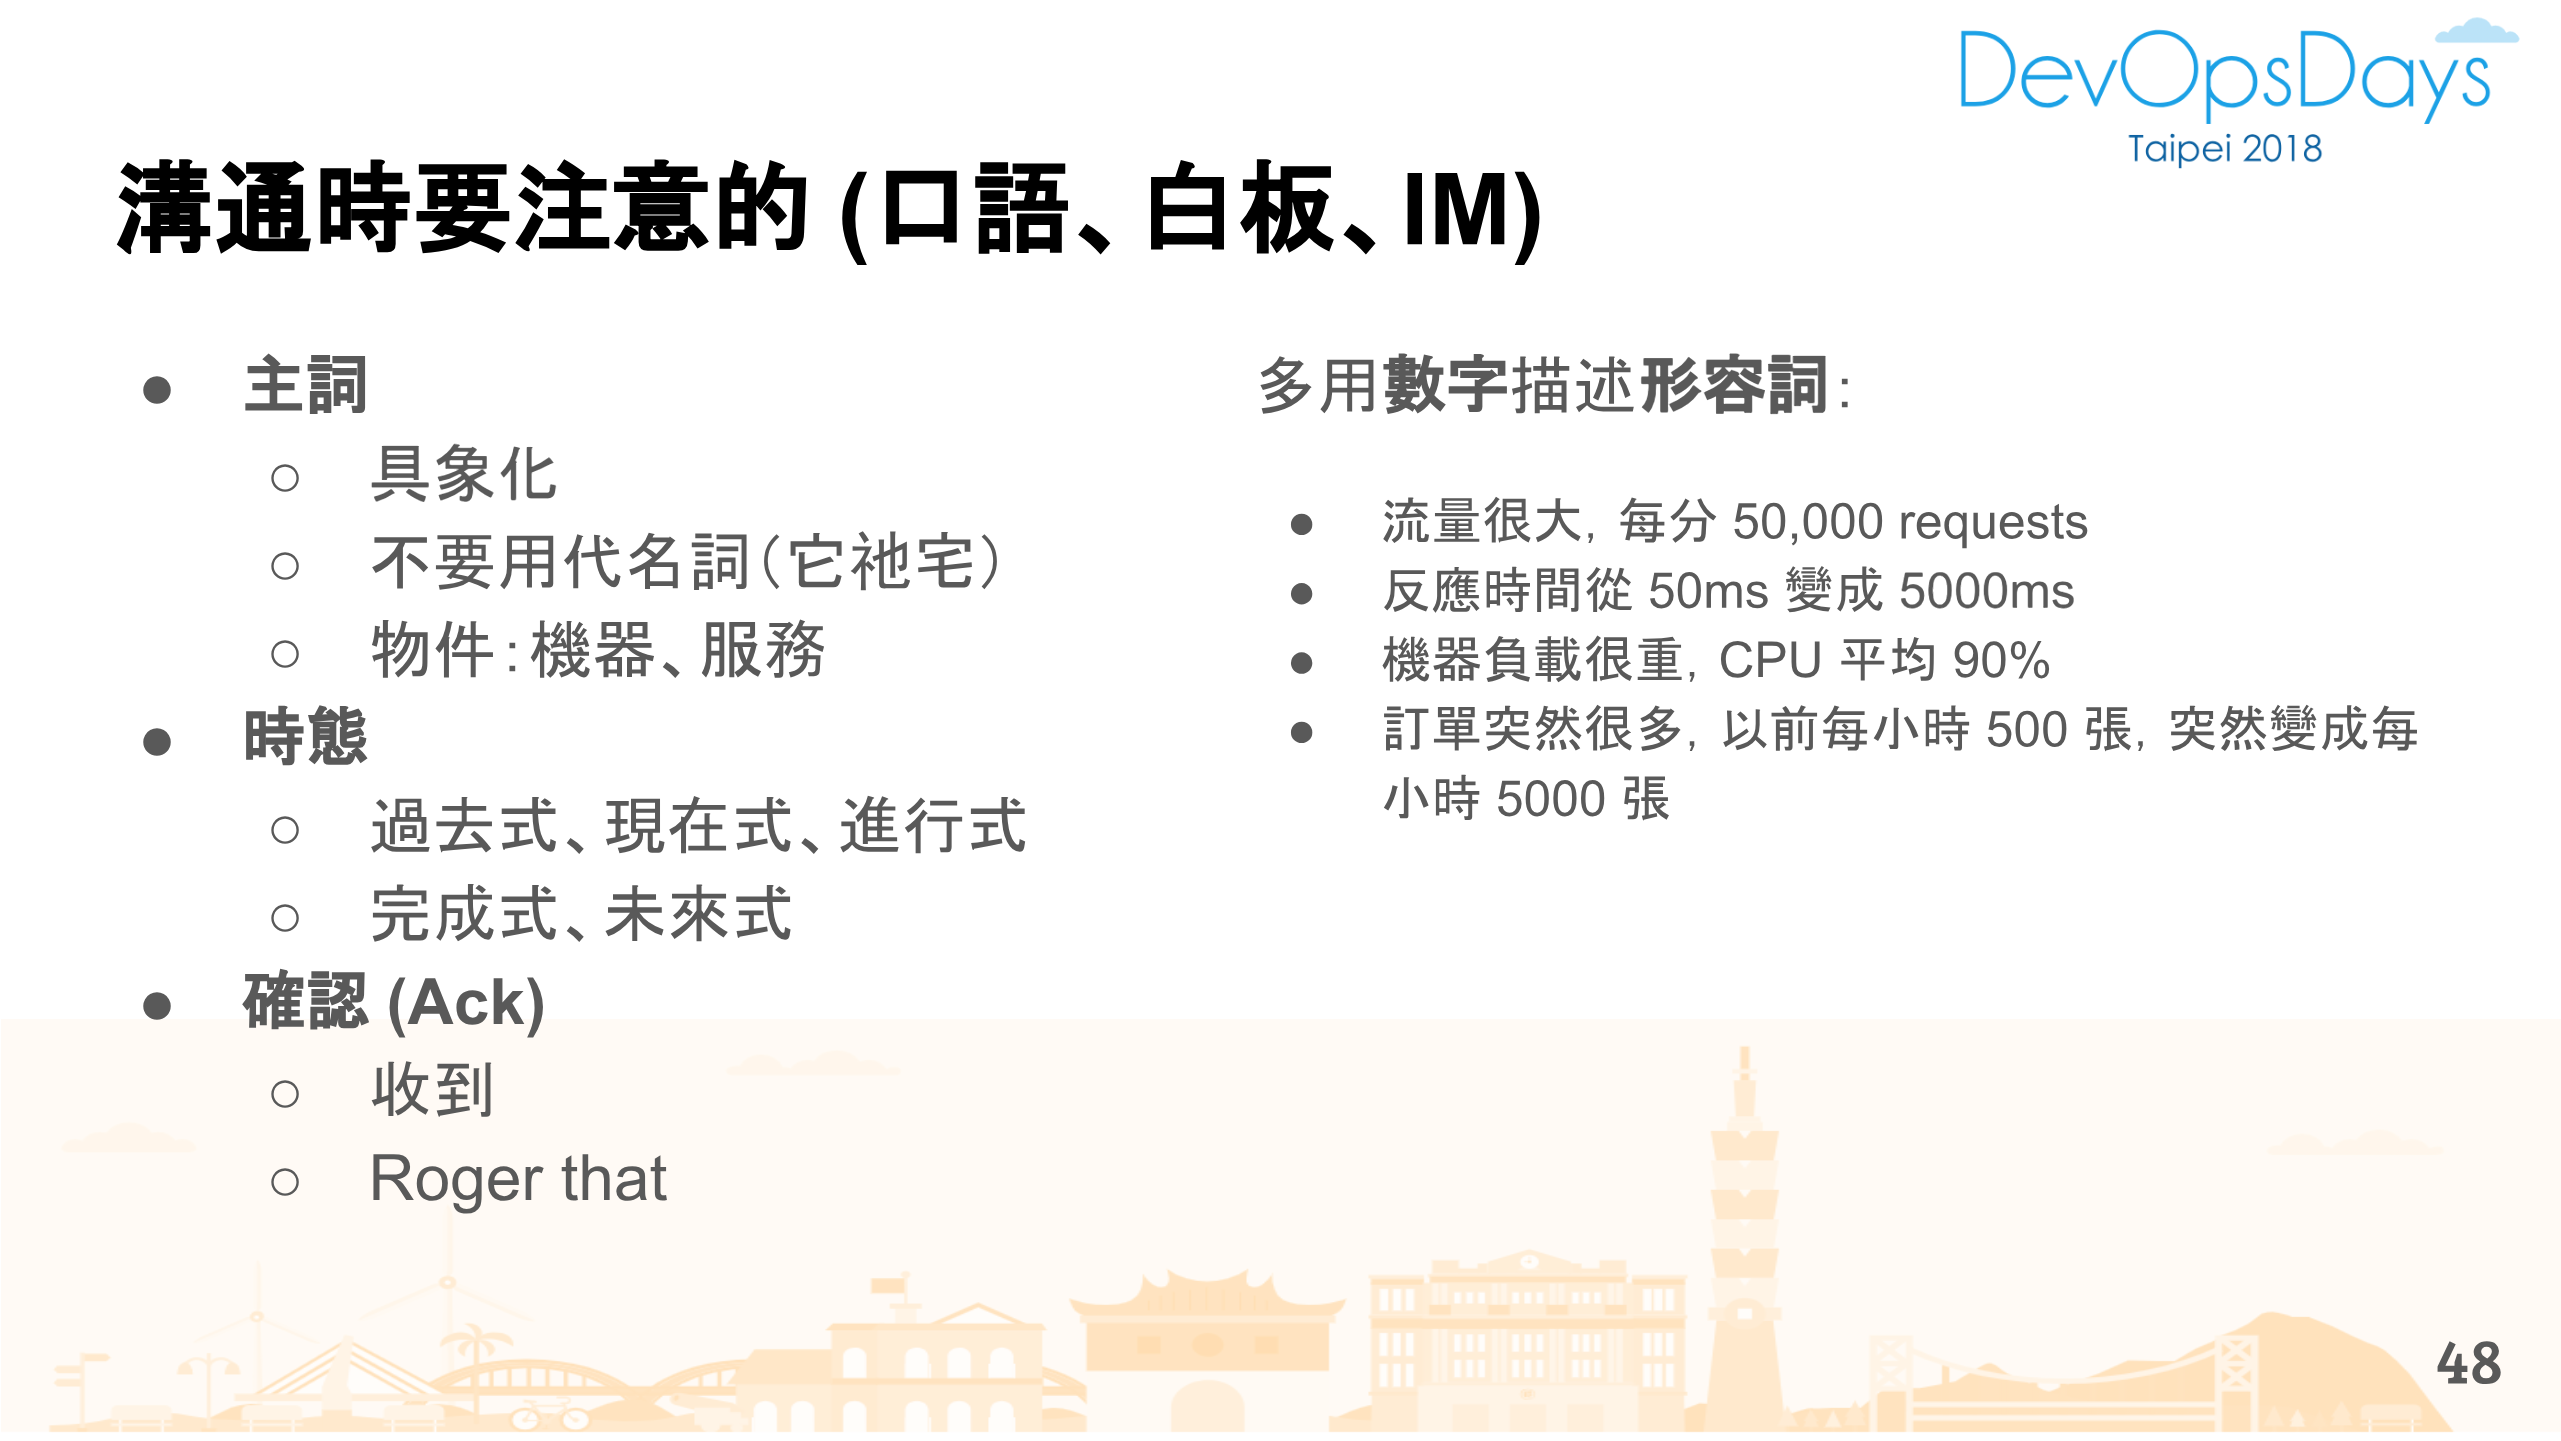 DevOpsDays
Taipei 2018
溝通時要注意的 (口語、白板、IM)
● 主詞
○ 具象化
○ 不要用代名詞（它祂宅）
○ 物件：機器、服務
● 時態
○ 過去式、現在式、進行式
○ 完成式、未來式
● 確認 (Ack)
○ 收到
○ Roger that
多用數字描述形容詞：
● 流量很大，每分 50,000 requests
● 反應時間從 50ms 變成 5000ms
● 機器負載很重，CPU 平均 90%
● 訂單突然很多，以前每小時 500 張，突然變成每
小時 5000 張
48